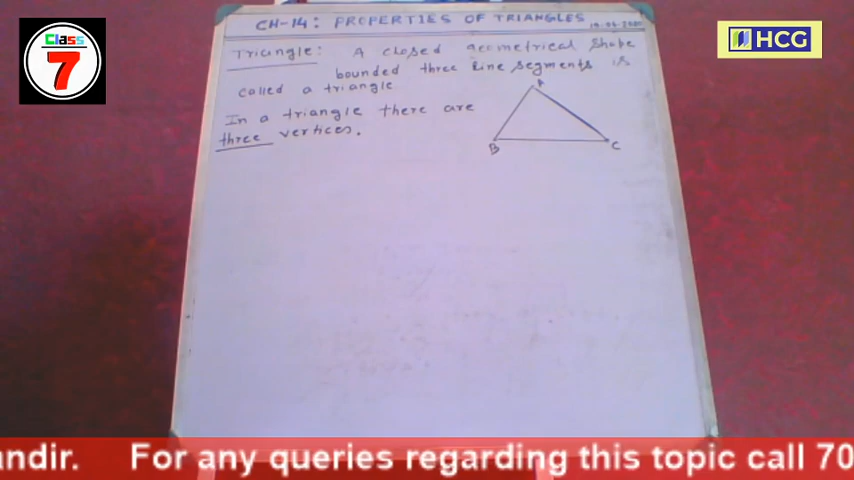 Class
7
HCG
CH-14: PROPERTIES OF TRIANGLES
Triangle: A closed geometrical shape
bounded three line segments is
called a triangle
In a triangle there are
three vertices.
A
B
C
andir. For any queries regarding this topic call 70